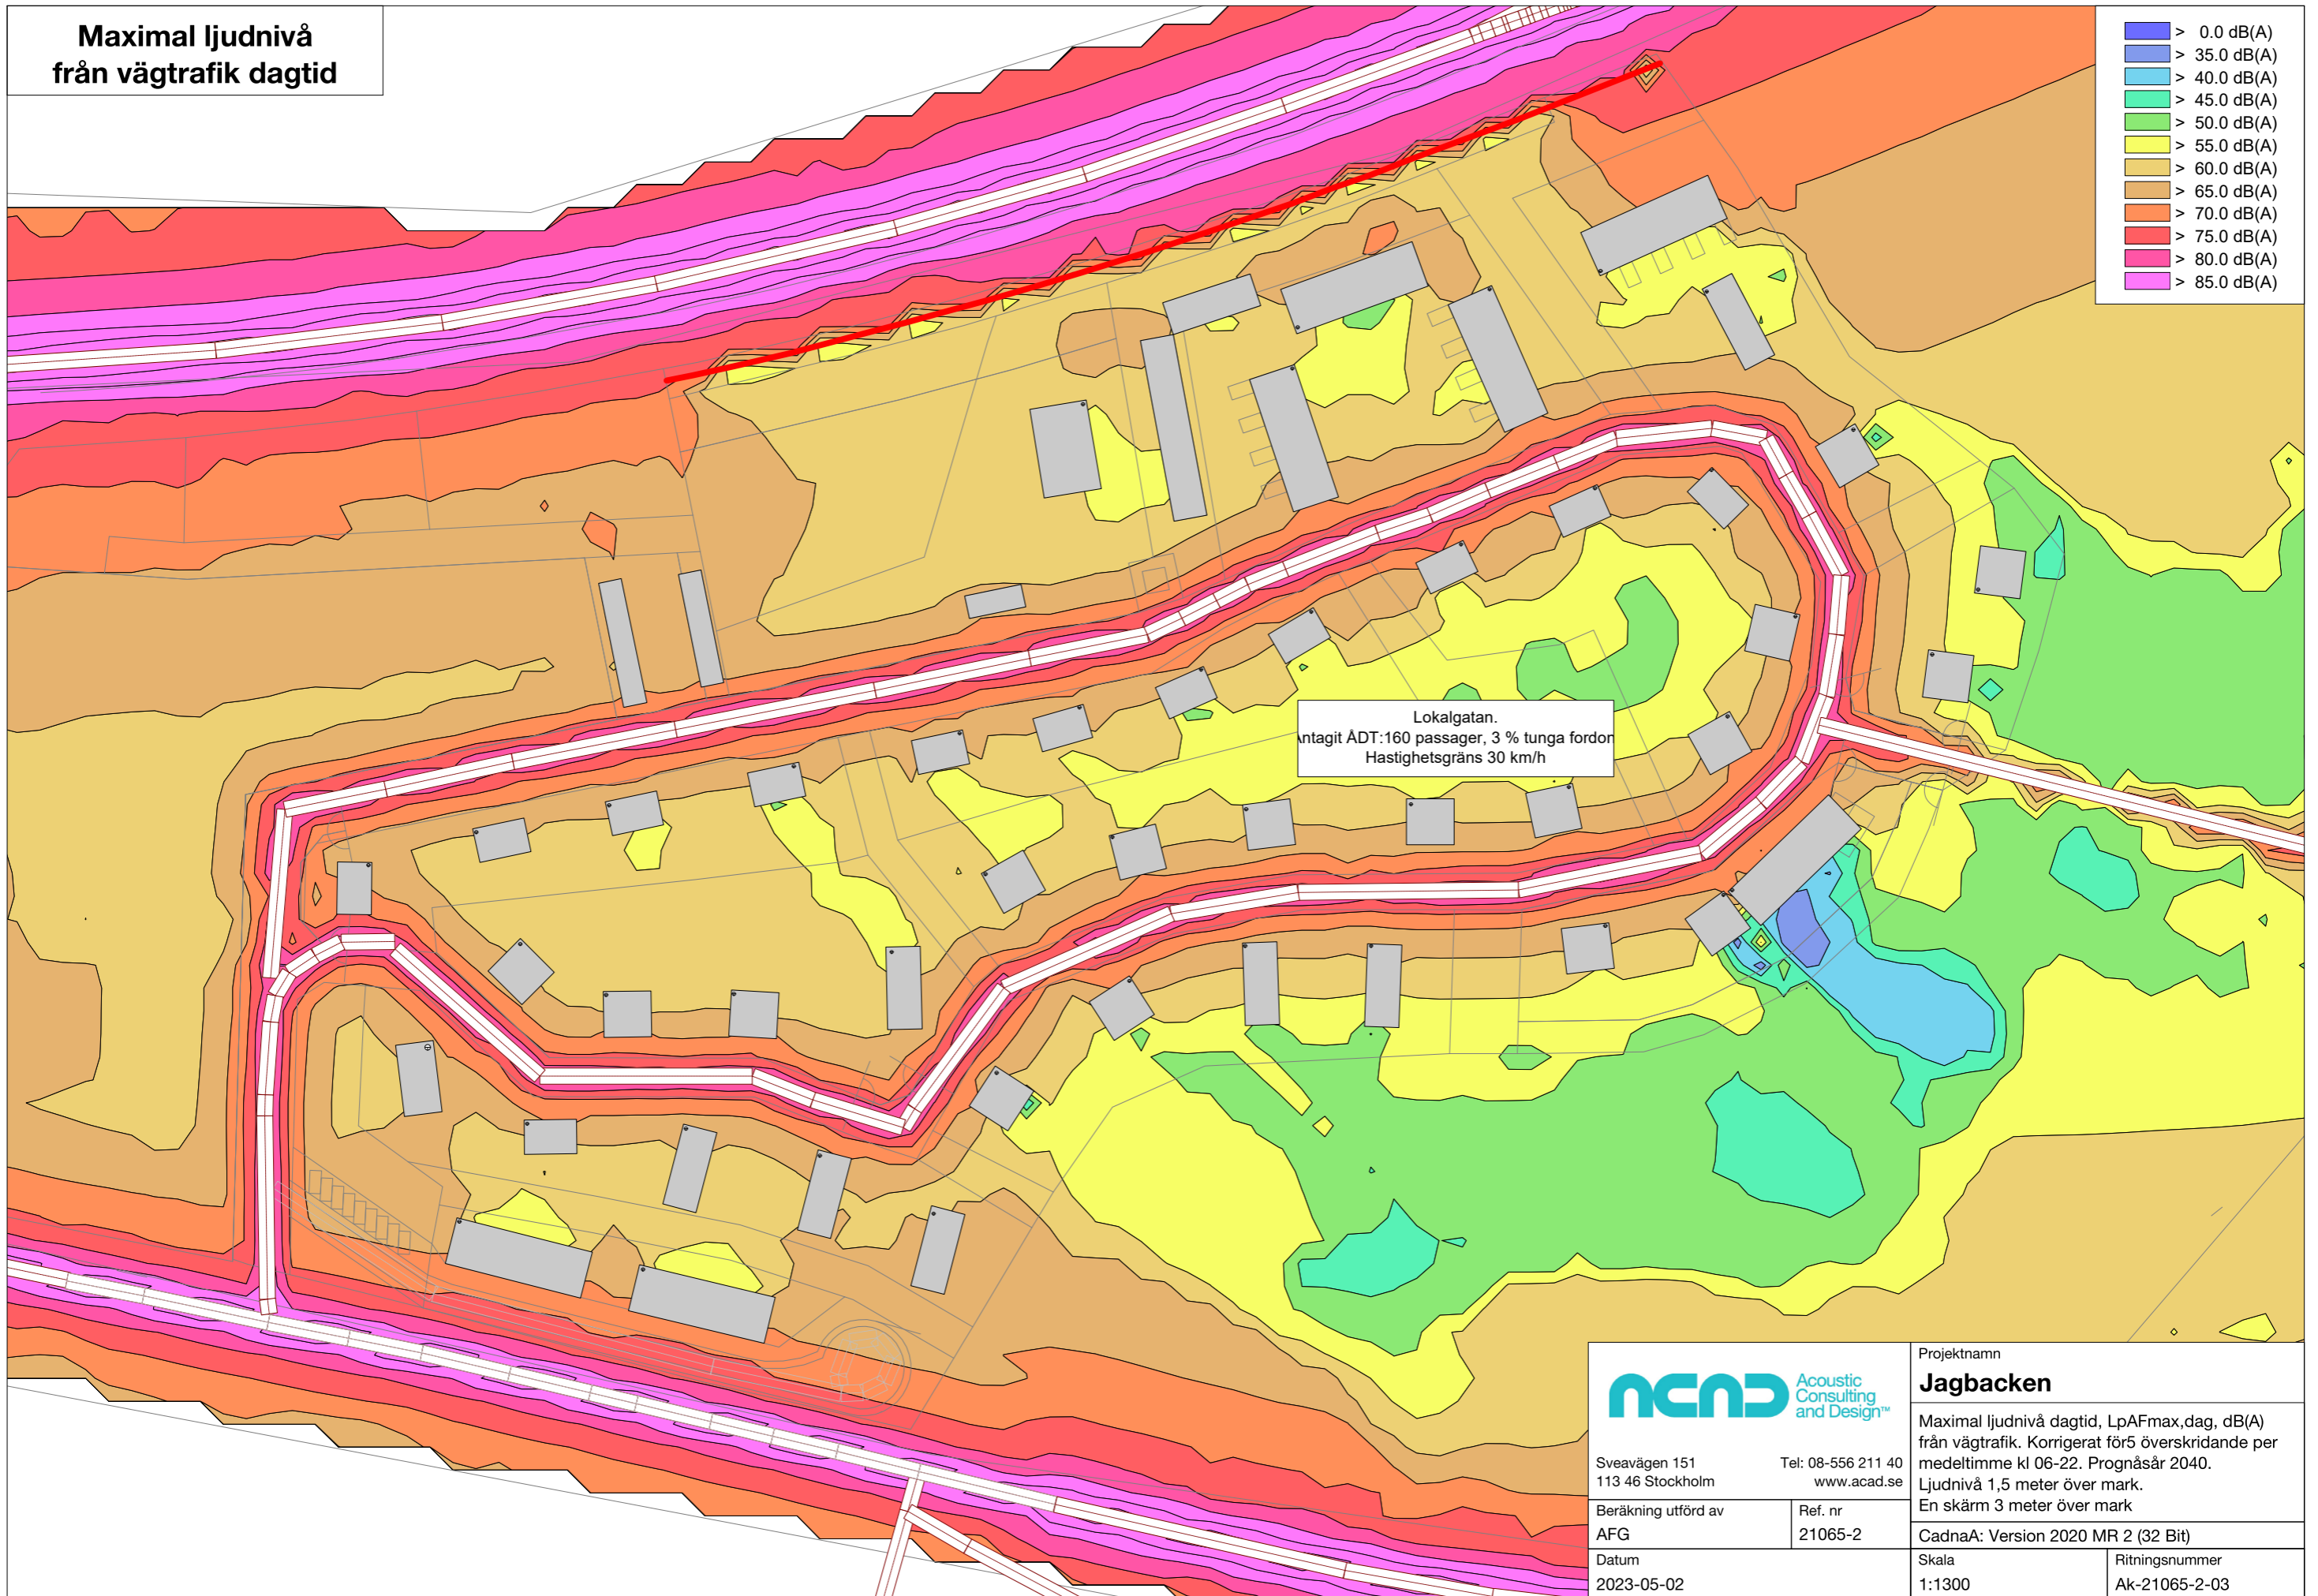 Maximal ljudnivå
från vägtrafik dagtid
> 0.0 dB(A)
> 35.0 dB(A)
> 40.0 dB(A)
> 45.0 dB(A)
> 50.0 dB(A)
> 55.0 dB(A)
> 60.0 dB(A)
> 65.0 dB(A)
> 70.0 dB(A)
> 75.0 dB(A)
> 80.0 dB(A)
> 85.0 dB(A)
Lokalgatan.
ntagit ÅDT:160 passager, 3 % tunga fordon
Hastighetsgräns 30 km/h
acad
Acoustic
Consulting
and Design™
Sveavägen 151 Tel: 08-556 211 40
113 46 Stockholm www.acad.se
Beräkning utförd av
AFG
Ref. nr
21065-2
Datum
2023-05-02
Projektnamn
Jagbacken
Maximal ljudnivå dagtid, LpAFmax,dag, dB(A)
från vägtrafik. Korrigerat för5 överskridande per
medeltimme kl 06-22. Prognåsår 2040.
Ljudnivå 1,5 meter över mark.
En skärm 3 meter över mark
CadnaA: Version 2020 MR 2 (32 Bit)
Skala
1:1300
Ritningsnummer
Ak-21065-2-03